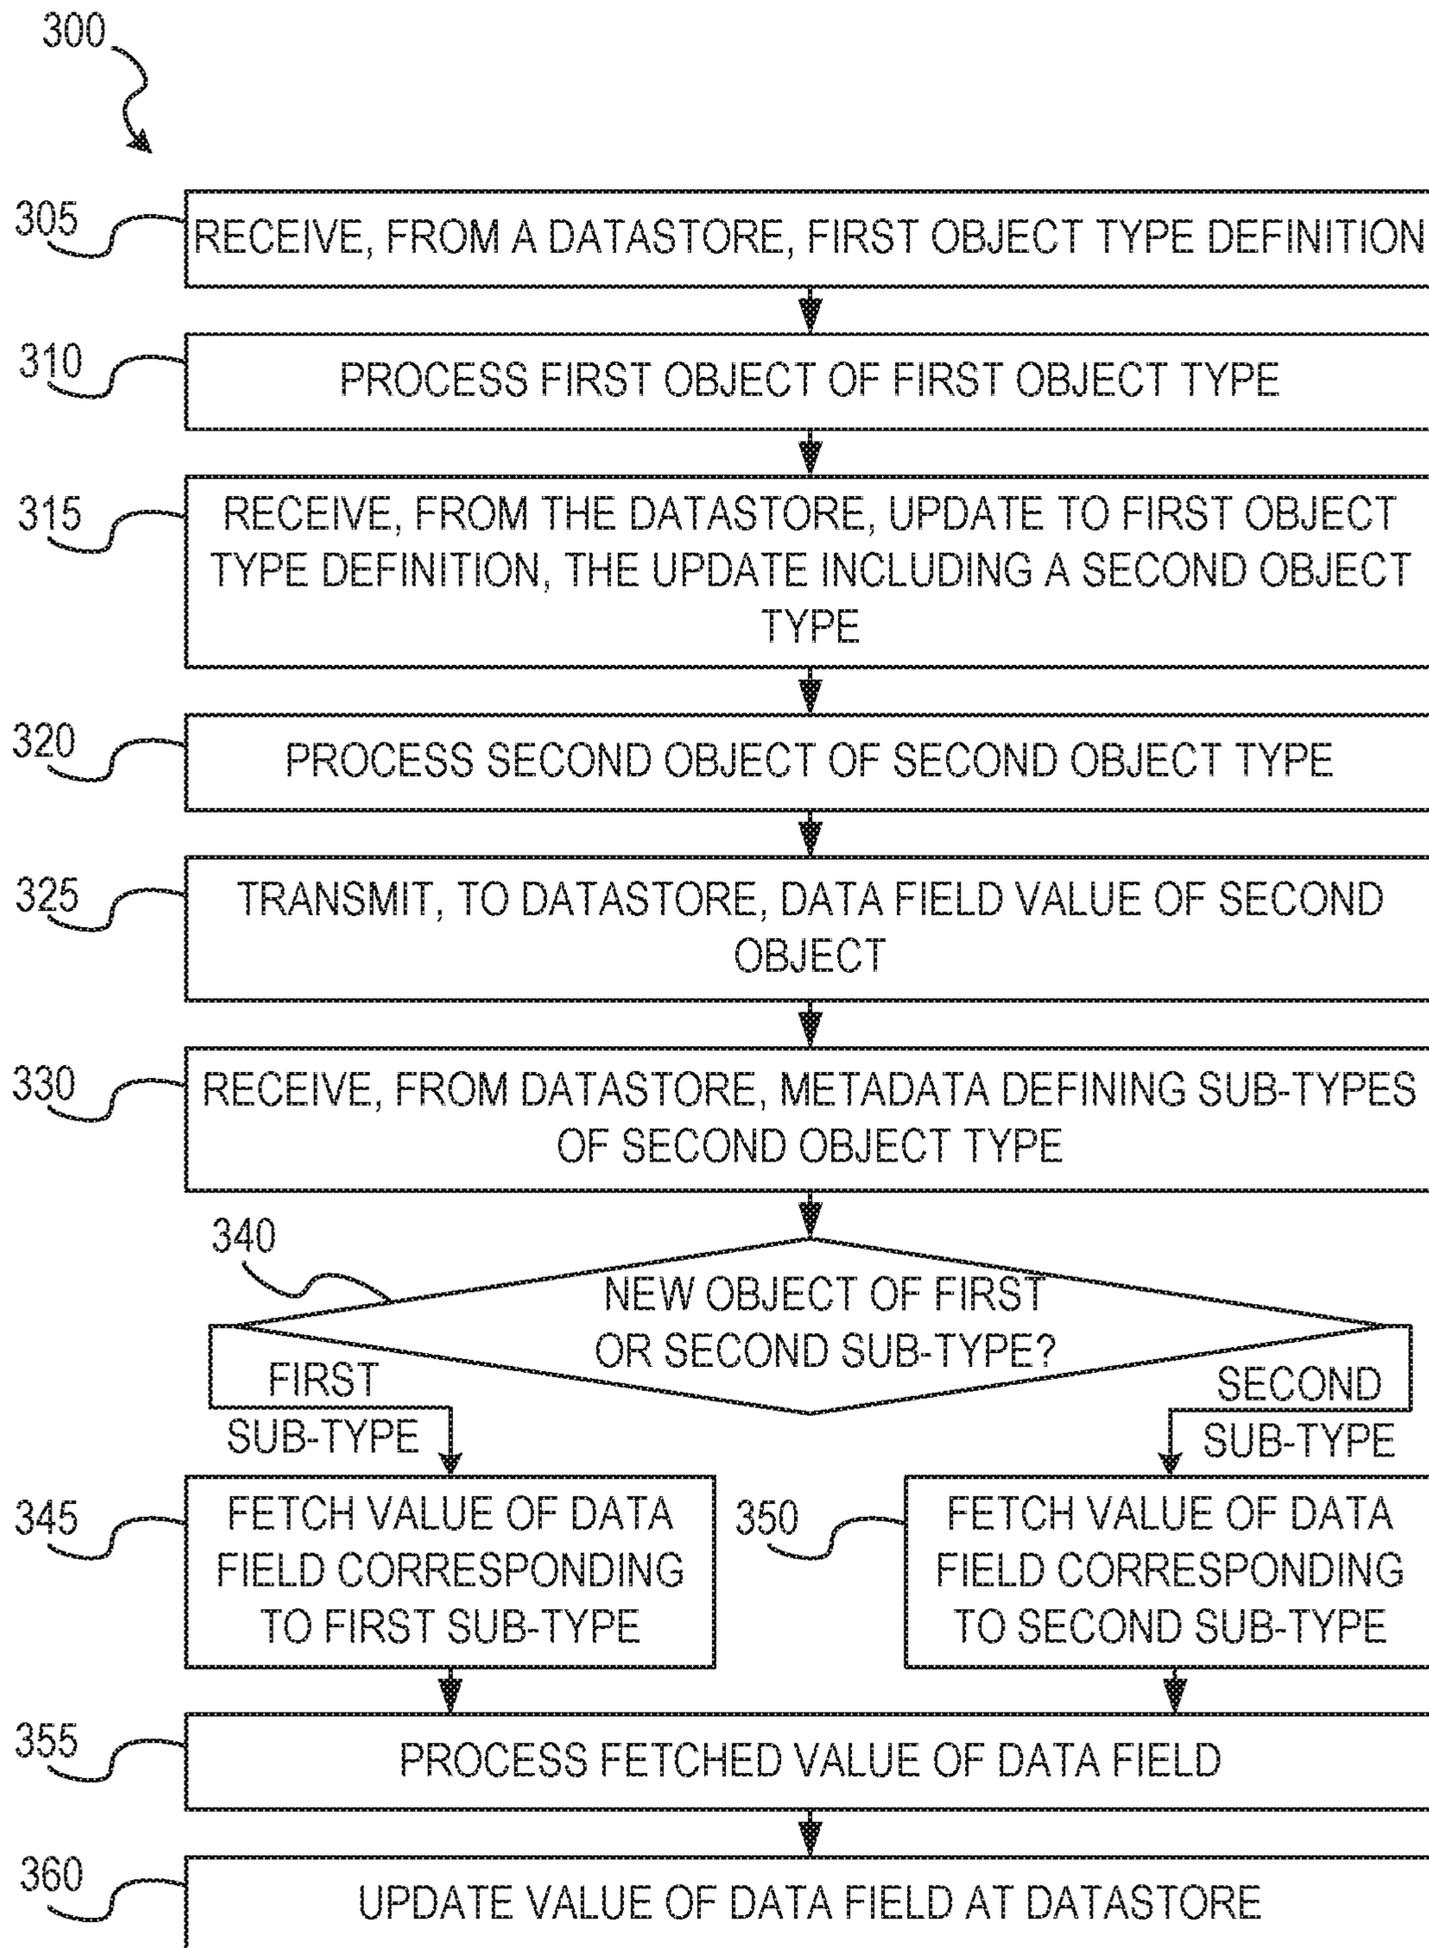 300
305
RECEIVE, FROM A DATASTORE, FIRST OBJECT TYPE DEFINITION
310
PROCESS FIRST OBJECT OF FIRST OBJECT TYPE
315
RECEIVE, FROM THE DATASTORE, UPDATE TO FIRST OBJECT
TYPE DEFINITION, THE UPDATE INCLUDING A SECOND OBJECT
TYPE
320
PROCESS SECOND OBJECT OF SECOND OBJECT TYPE
325
TRANSMIT, TO DATASTORE, DATA FIELD VALUE OF SECOND
OBJECT
330
RECEIVE, FROM DATASTORE, METADATA DEFINING SUB-TYPES
OF SECOND OBJECT TYPE
340
NEW OBJECT OF FIRST
OR SECOND SUB-TYPE?
FIRST
SUB-TYPE
SECOND
SUB-TYPE
345
FETCH VALUE OF DATA
FIELD CORRESPONDING
TO FIRST SUB-TYPE
350
FETCH VALUE OF DATA
FIELD CORRESPONDING
TO SECOND SUB-TYPE
355
PROCESS FETCHED VALUE OF DATA FIELD
360
UPDATE VALUE OF DATA FIELD AT DATASTORE